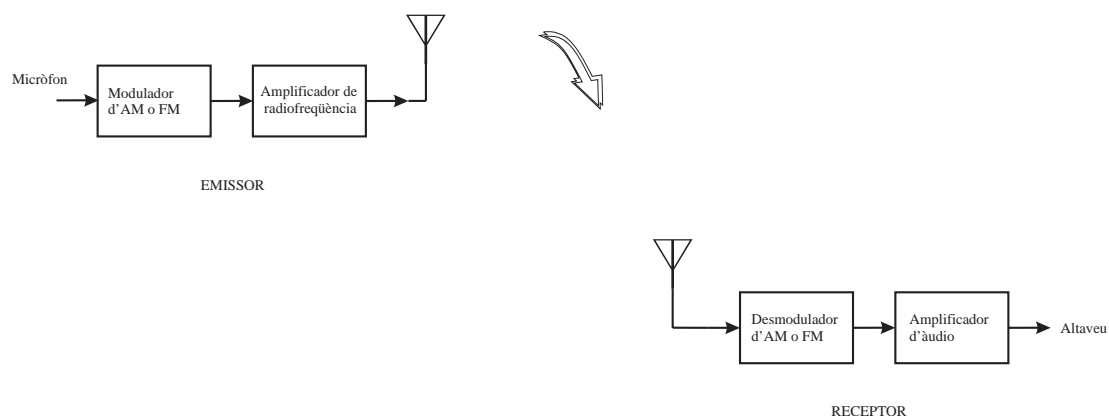 Micròfon
Modulador
d'AM o FM
Amplificador de
radiofreqüència
EMISSOR
Desmodulador
d'AM o FM
Amplificador
d'àudio
Altaveu
RECEPTOR